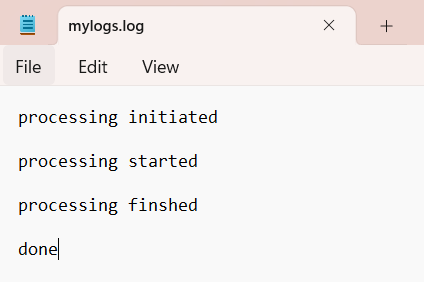 mylogs.log
File Edit View
processing initiated
processing started
processing finshed
done